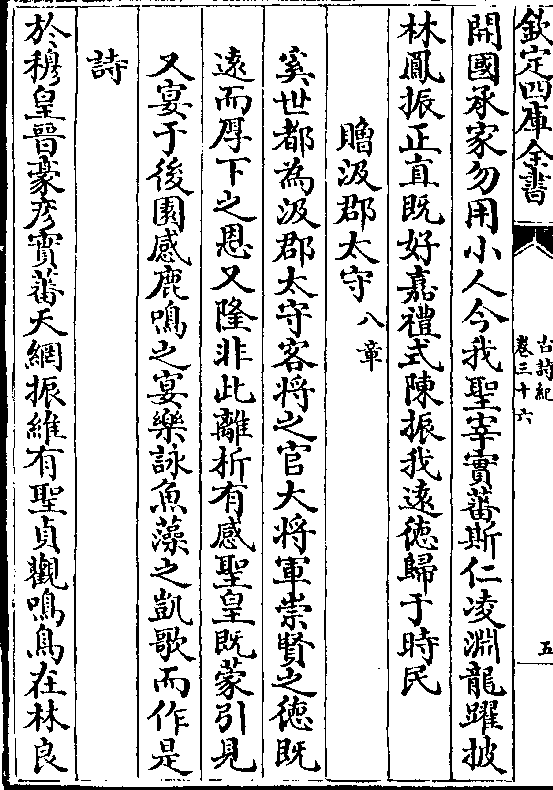 欽定四庫全書
古詩紀
卷三十六
五
開國承家勿用小人今我聖宰實蕃斯仁凌淵龍躍披
林鳳振正直既好嘉禮式陳振我遠德歸于時民
贈汲郡太守八章
奚世都為汲郡太守客將之官大將軍崇賢之德既
遠而厚下之恩又隆非此離析有感聖皇既蒙引見
又宴于後園感鹿鳴之宴樂詠魚藻之凱歌而作是
詩
於穆皇晉豪彦實蕃天網振維有聖貞觀鳴鳥在林良